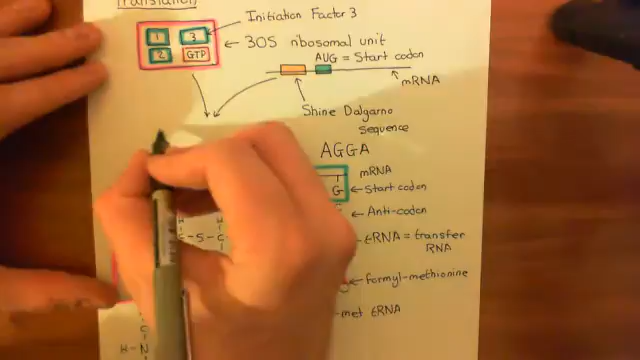 Translation
Initiation Factor 3
1 3
2 GTP
30S ribosomal unit
AUG = Start codon
mRNA
Shine Dalgarno
sequence
AGGA
mRNA
G
Start codon
Anti-codon
tRNA = transfer
RNA
H H
C-S-C
formyl-methionine
-met tRNA
C
H-N